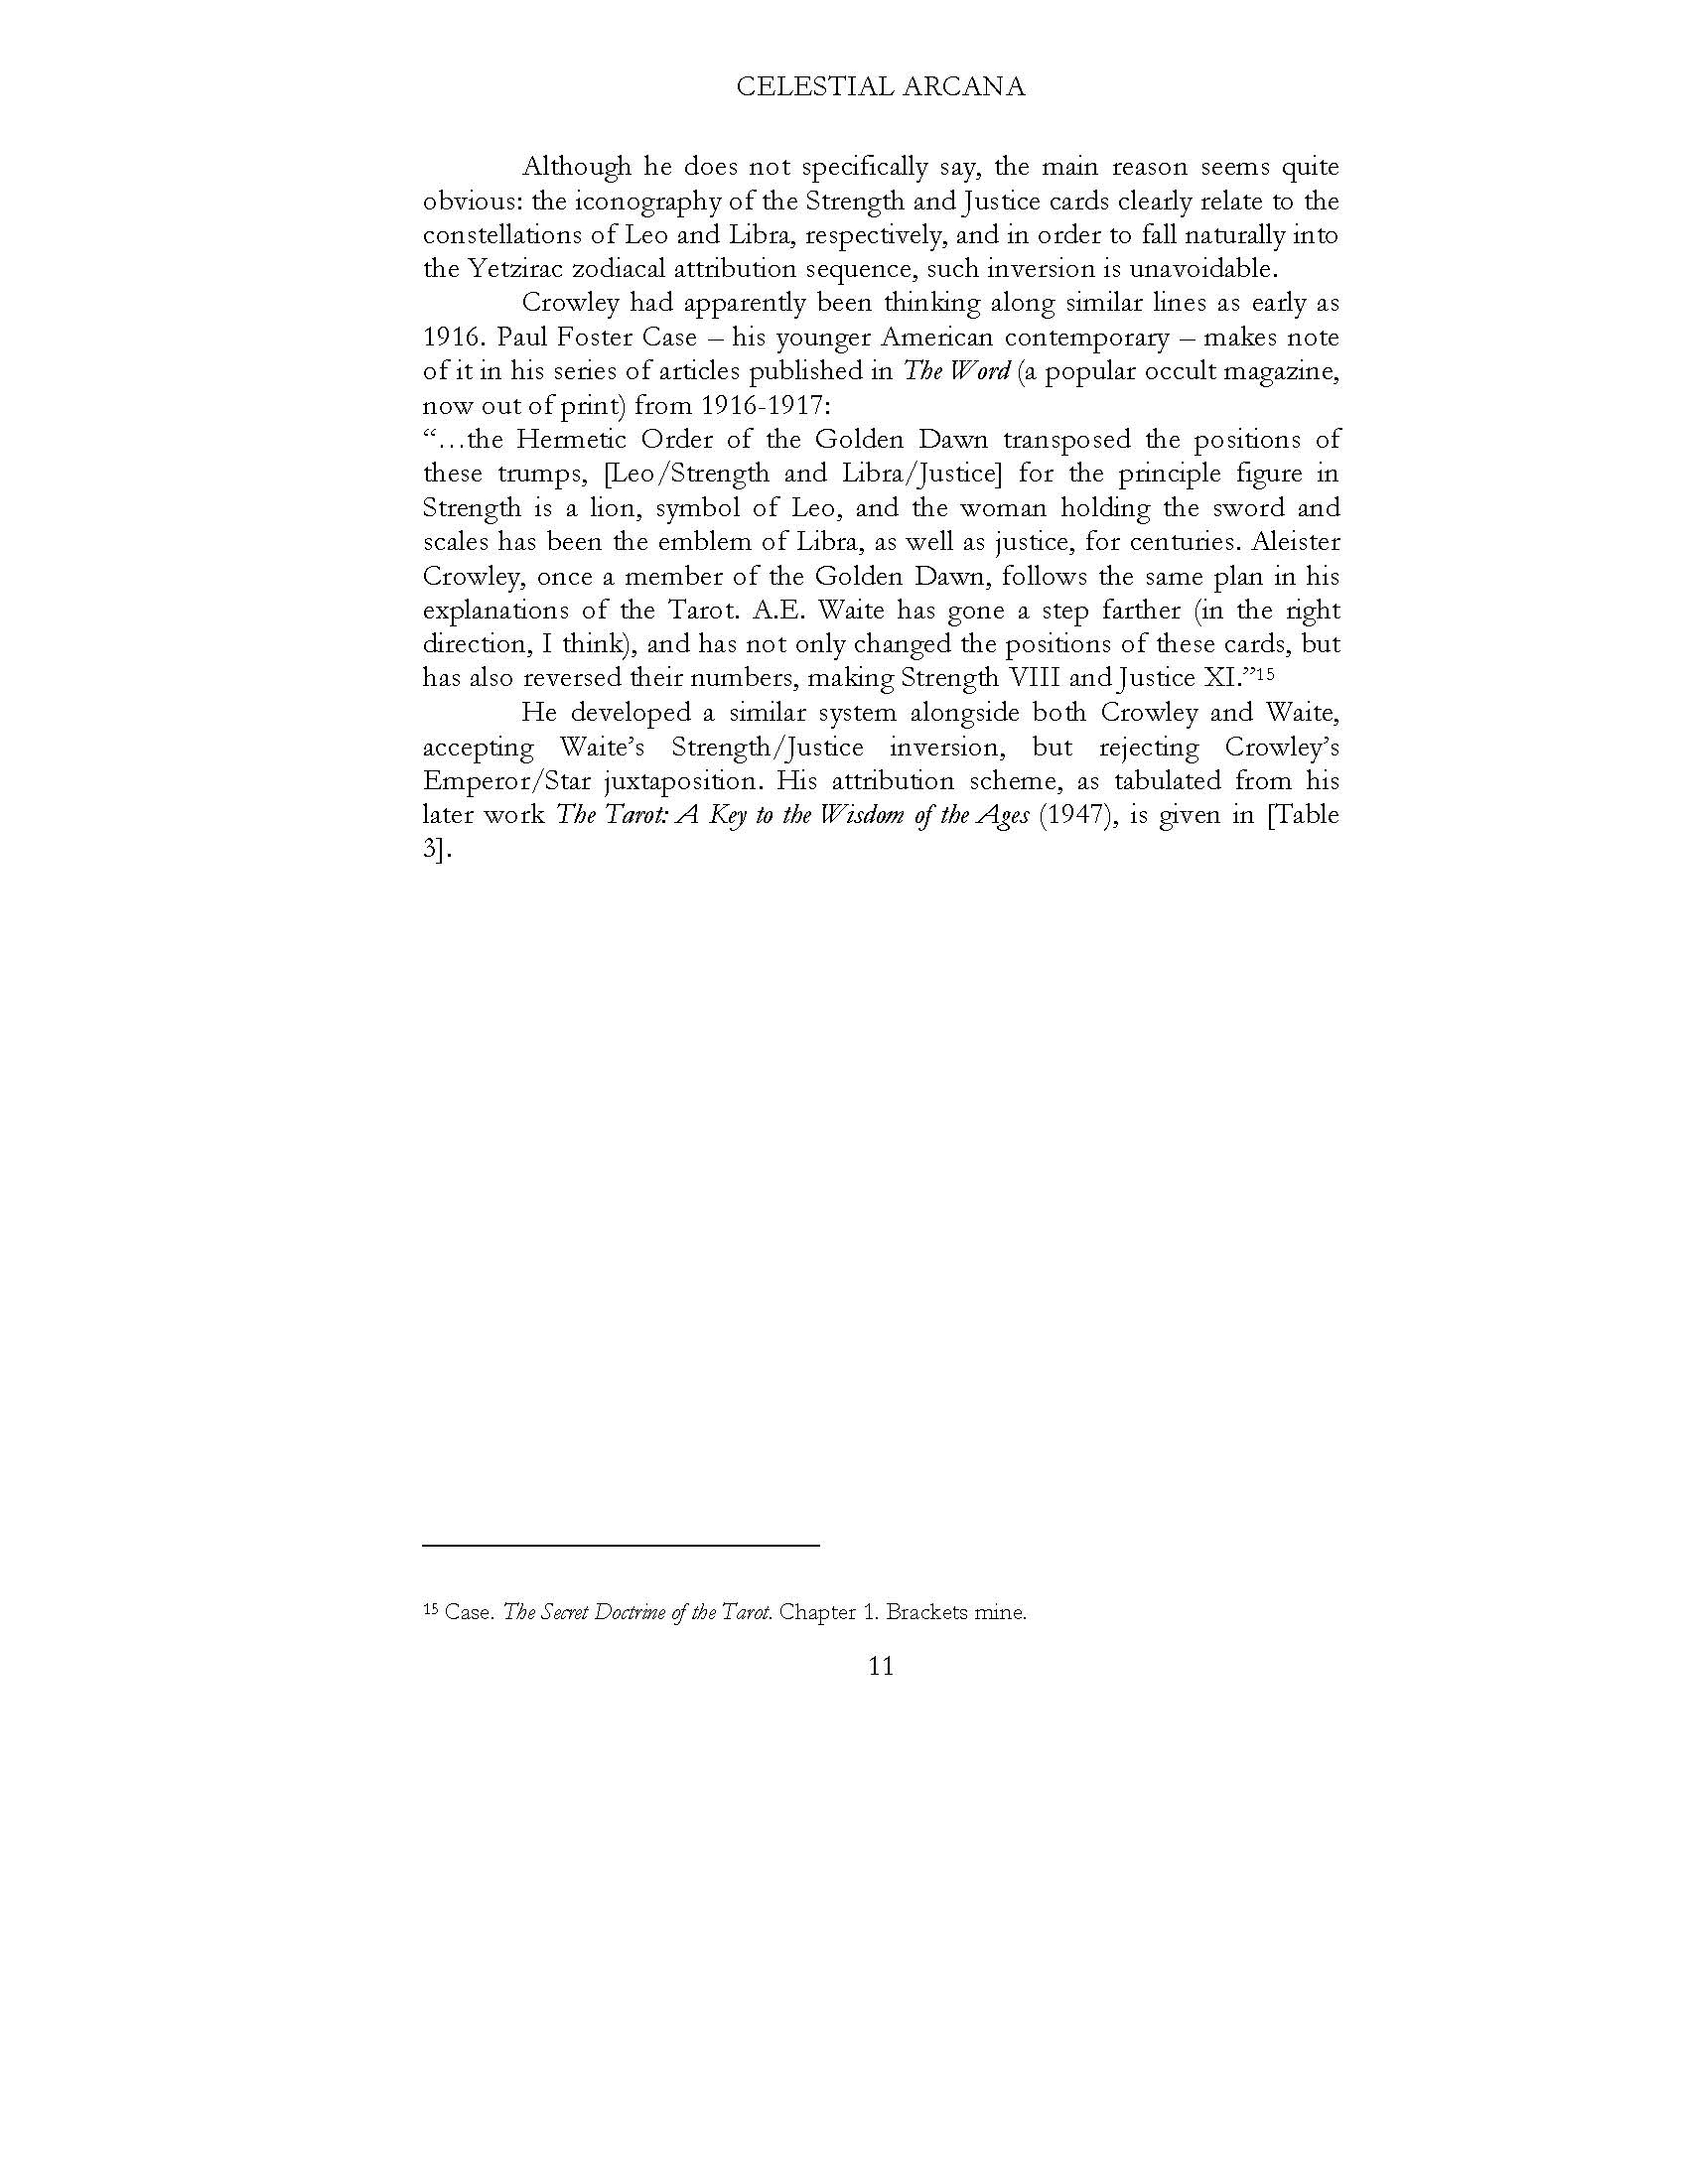 CELESTIAL ARCANA
Although he does not specifically say, the main reason seems quite
obvious: the iconography of the Strength and Justice cards clearly relate to the
constellations of Leo and Libra, respectively, and in order to fall naturally into
the Yetzirac zodiacal attribution sequence, such inversion is unavoidable.
Crowley had apparently been thinking along similar lines as early as
1916. Paul Foster Case – his younger American contemporary – makes note
of it in his series of articles published in The Word (a popular occult magazine,
now out of print) from 1916-1917:
“…the Hermetic Order of the Golden Dawn transposed the positions of
these trumps, [Leo/Strength and Libra/Justice] for the principle figure in
Strength is a lion, symbol of Leo, and the woman holding the sword and
scales has been the emblem of Libra, as well as justice, for centuries. Aleister
Crowley, once a member of the Golden Dawn, follows the same plan in his
explanations of the Tarot. A.E. Waite has gone a step farther (in the right
direction, I think), and has not only changed the positions of these cards, but
has also reversed their numbers, making Strength VIII and Justice XI.”15
He developed a similar system alongside both Crowley and Waite,
accepting Waite’s Strength/Justice inversion, but rejecting Crowley’s
Emperor/Star juxtaposition. His attribution scheme, as tabulated from his
later work The Tarot: A Key to the Wisdom of the Ages (1947), is given in [Table
3].
15 Case. The Secret Doctrine of the Tarot. Chapter 1. Brackets mine.
11